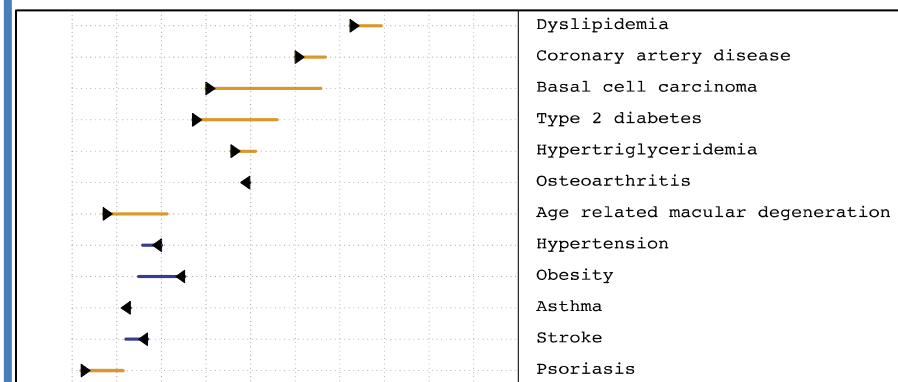 Dyslipidemia
Coronary artery disease
Basal cell carcinoma
Type 2 diabetes
Hypertriglyceridemia
Osteoarthritis
Age related macular degeneration
Hypertension
Obesity
Asthma
Stroke
Psoriasis